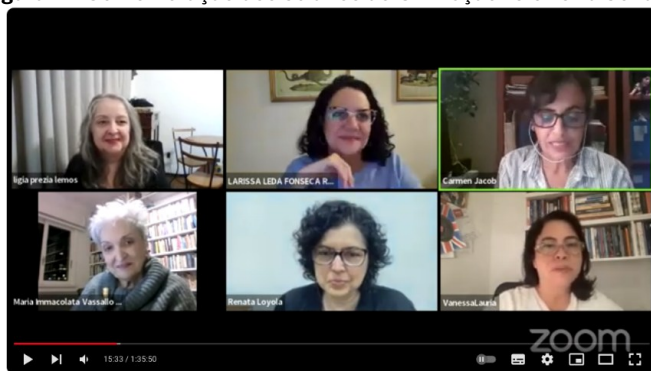 ligia prezia lemos
LARISSA LEDA FONSECA R...
Carmen Jacob
Maria Immacolata Vassallo ...
Renata Loyola
VanessaLauria
zoom
15:33 / 1:35:50